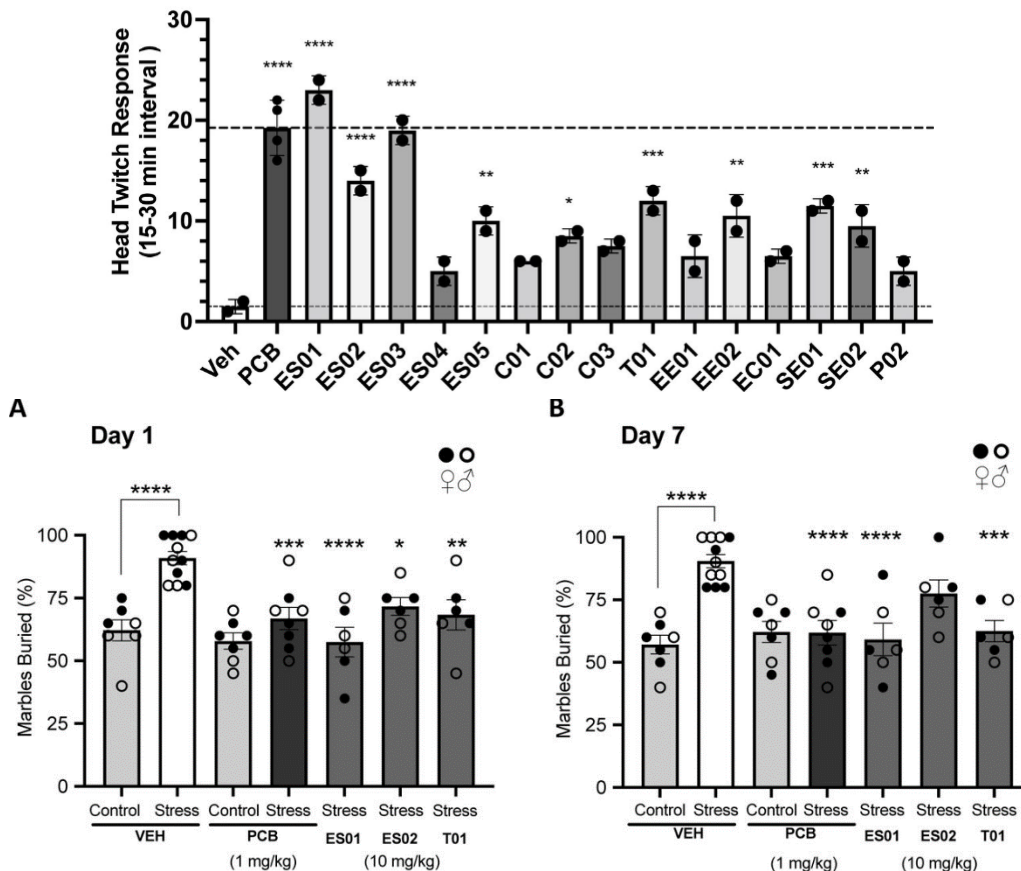 Head Twitch Response
(15-30 min interval )
30
20
10
0
**** **** **** **** ** * *** ** *** **
Veh PCB ES01 ES02 ES03 ES04 ES05 C01 C02 C03 T01 EE01 EE02 EC01 SE01 SE02 P02
A
Day 1
♀♂
Marbles Buried (%)
100
75
50
25
0
**** *** **** * **
Control Stress Control Stress Stress Stress Stress
VEH PCB ES01 ES02 T01
(1 mg/kg) (10 mg/kg)
B
Day 7
♀♂
Marbles Buried (%)
100
75
50
25
0
**** **** **** ***
Control Stress Control Stress Stress Stress Stress
VEH PCB ES01 ES02 T01
(1 mg/kg) (10 mg/kg)